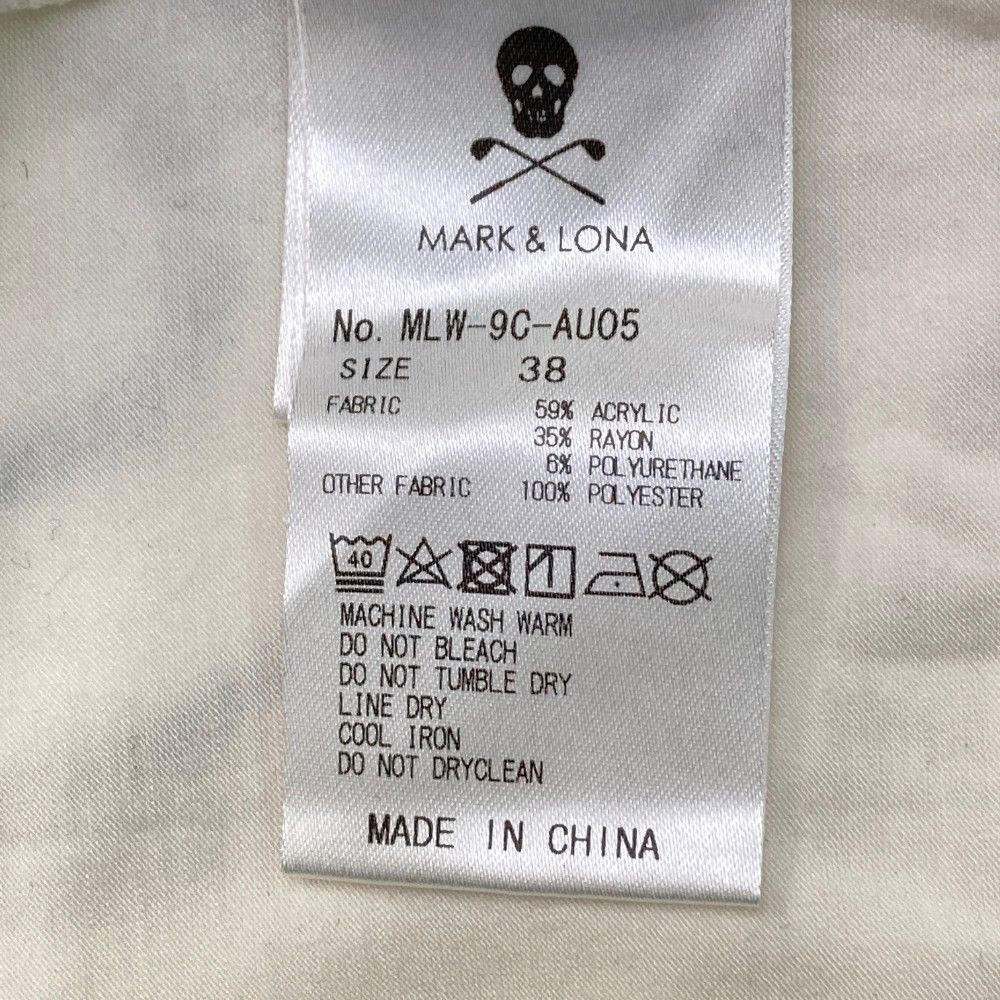 MARK & LONA
No. MLW-9C-AU05
SIZE 38
FABRIC 59% ACRYLIC
35% RAYON
6% POLYURETHANE
OTHER FABRIC 100% POLYESTER
40
MACHINE WASH WARM
DO NOT BLEACH
DO NOT TUMBLE DRY
LINE DRY
COOL IRON
DO NOT DRYCLEAN
MADE IN CHINA